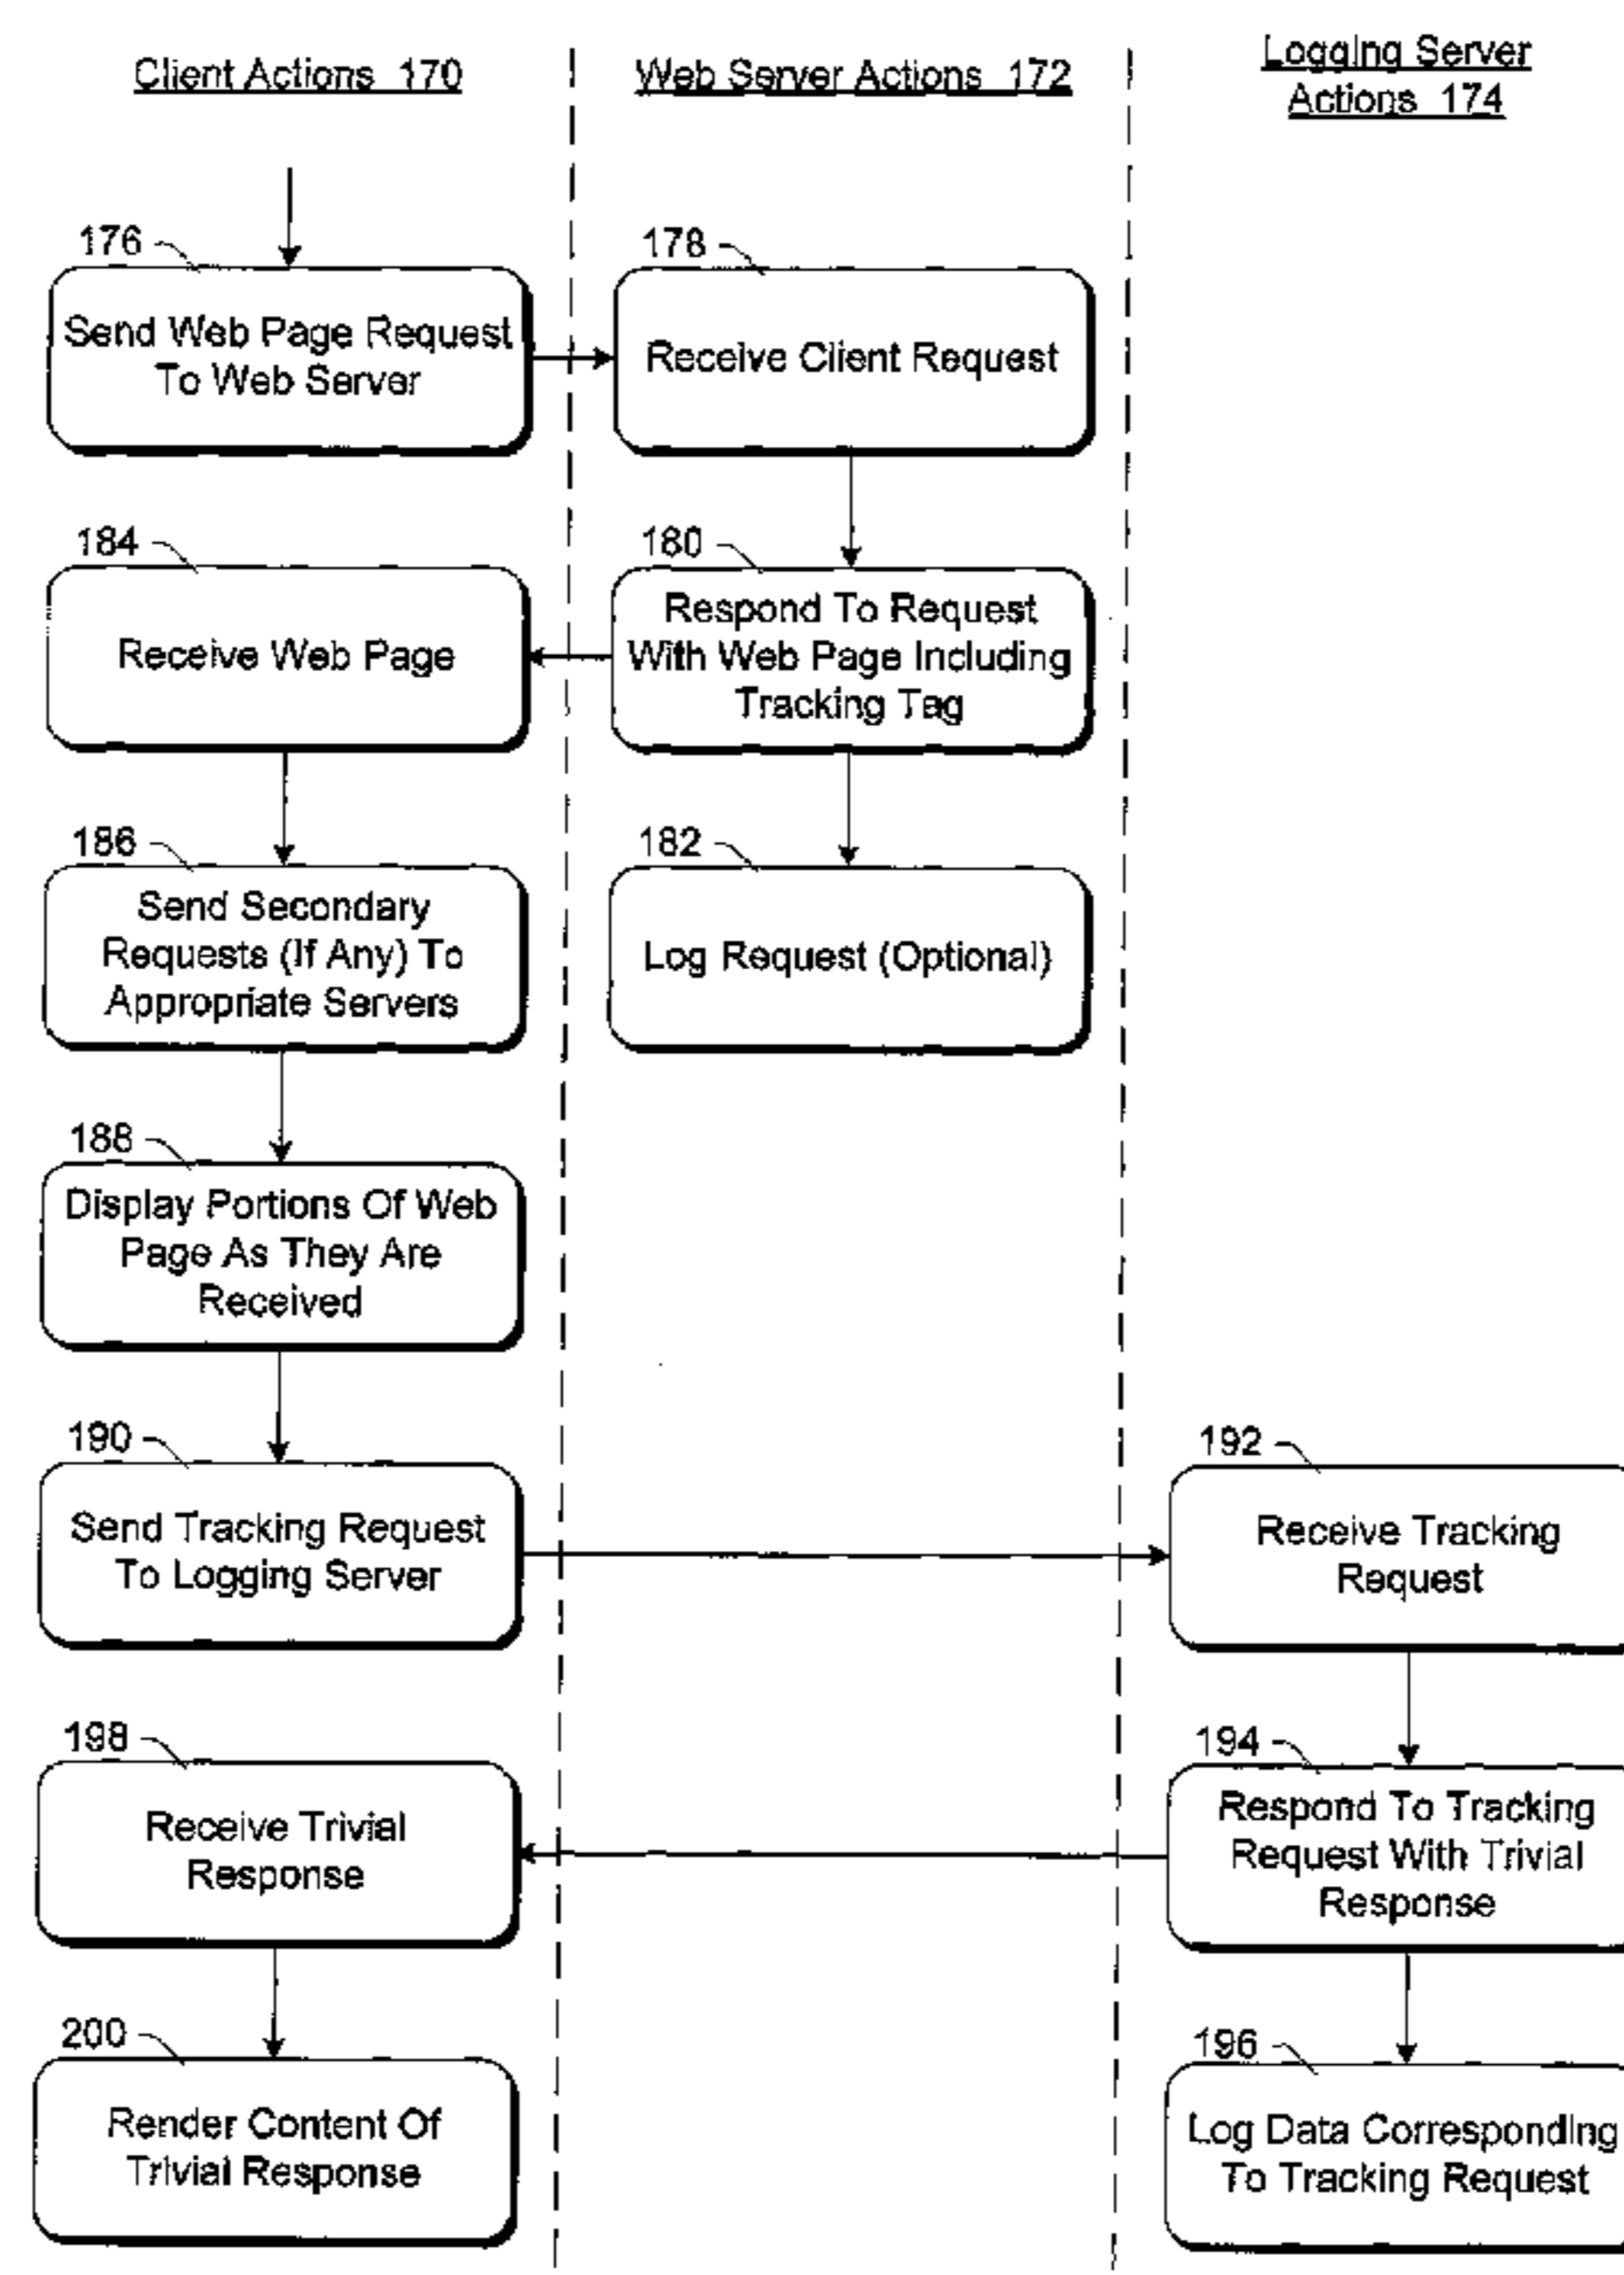 Client Actions 170
Web Server Actions 172
Logging Server
Actions 174
176
Send Web Page Request
To Web Server
178
Receive Client Request
184
Receive Web Page
180
Respond To Request
With Web Page Including
Tracking Tag
186
Send Secondary
Requests (If Any) To
Appropriate Servers
182
Log Request (Optional)
188
Display Portions Of Web
Page As They Are
Received
190
Send Tracking Request
To Logging Server
192
Receive Tracking
Request
198
Receive Trivial
Response
194
Respond To Tracking
Request With Trivial
Response
200
Render Content Of
Trivial Response
196
Log Data Corresponding
To Tracking Request